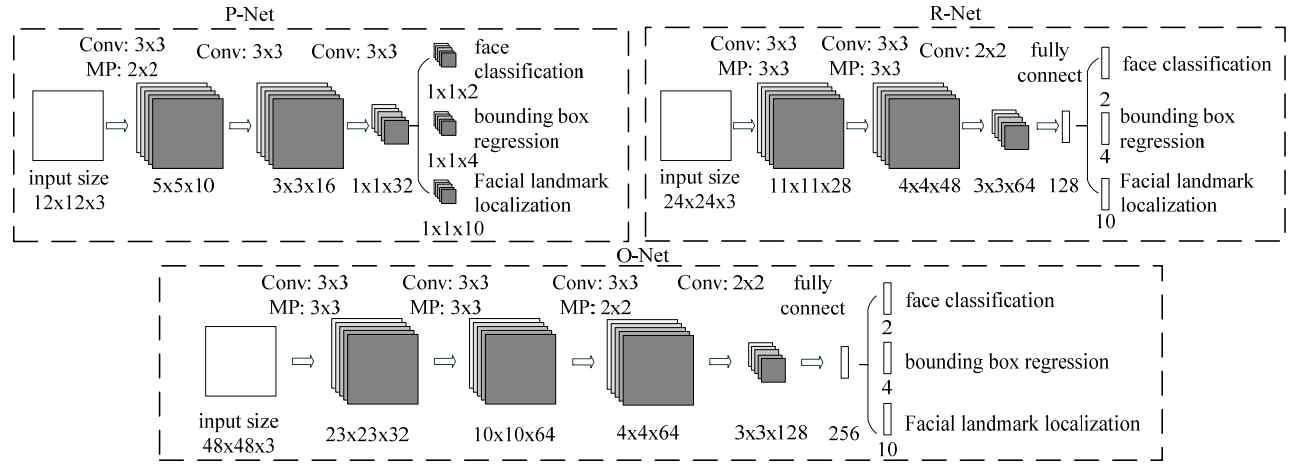 P-Net
Conv: 3x3
MP: 2x2
Conv: 3x3
Conv: 3x3
input size
12x12x3
5x5x10
3x3x16
1x1x32
face
classification
1x1x2
bounding box
regression
1x1x4
Facial landmark
localization
1x1x10
R-Net
Conv: 3x3
MP: 3x3
Conv: 3x3
MP: 3x3
Conv: 2x2
fully
connect
input size
24x24x3
11x11x28
4x4x48
3x3x64
128
face classification
2
bounding box
regression
4
Facial landmark
localization
10
O-Net
Conv: 3x3
MP: 3x3
Conv: 3x3
MP: 3x3
Conv: 3x3
MP: 2x2
Conv: 2x2
fully
connect
input size
48x48x3
23x23x32
10x10x64
4x4x64
3x3x128
256
face classification
2
bounding box regression
4
Facial landmark localization
10